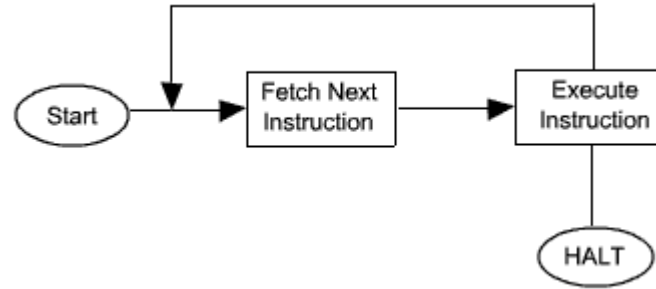 Start
Fetch Next
Instruction
Execute
Instruction
HALT